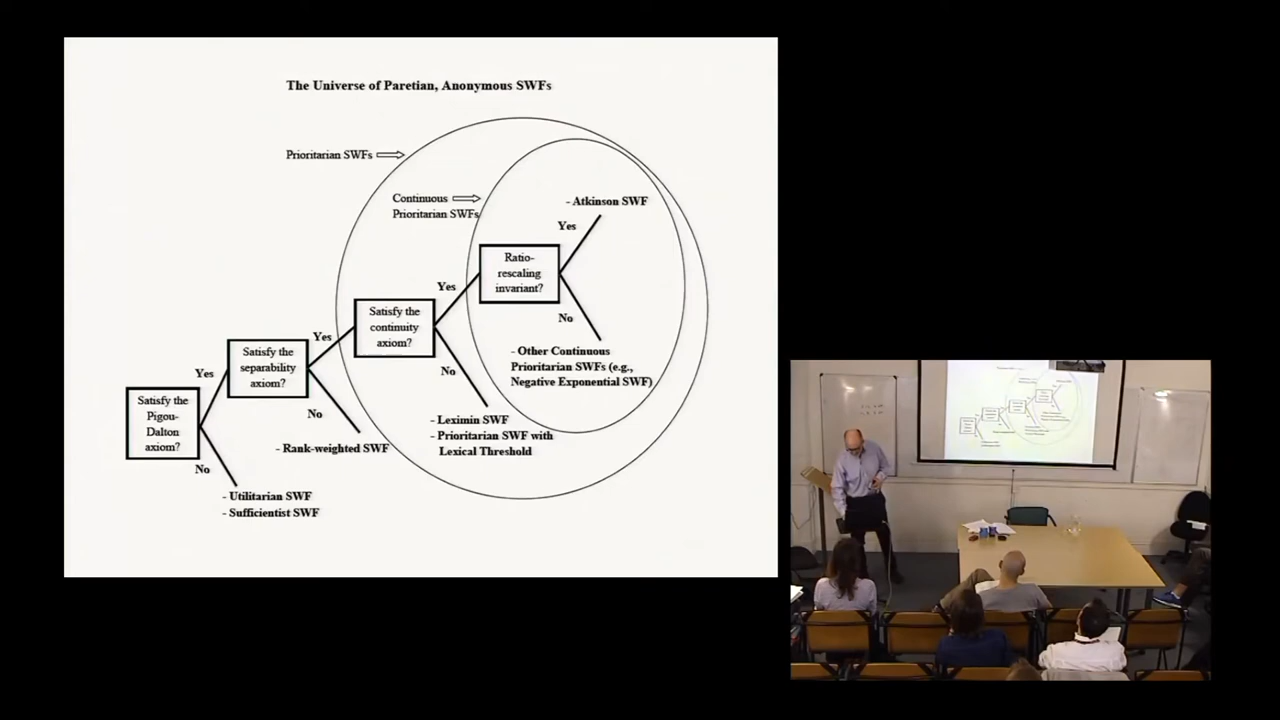 The Universe of Paretian, Anonymous SWFs
Prioritarian SWFs
Continuous
Prioritarian SWFs
- Atkinson SWF
Yes
Ratio-
rescaling
invariant?
Yes
No
Satisfy the
continuity
axiom?
- Other Continuous
Prioritarian SWFs (e.g.,
Negative Exponential SWF)
Yes
No
Satisfy the
separability
axiom?
- Leximin SWF
- Prioritarian SWF with
Lexical Threshold
Yes
No
Satisfy the
Pigou-
Dalton
axiom?
- Rank-weighted SWF
No
- Utilitarian SWF
- Sufficientist SWF